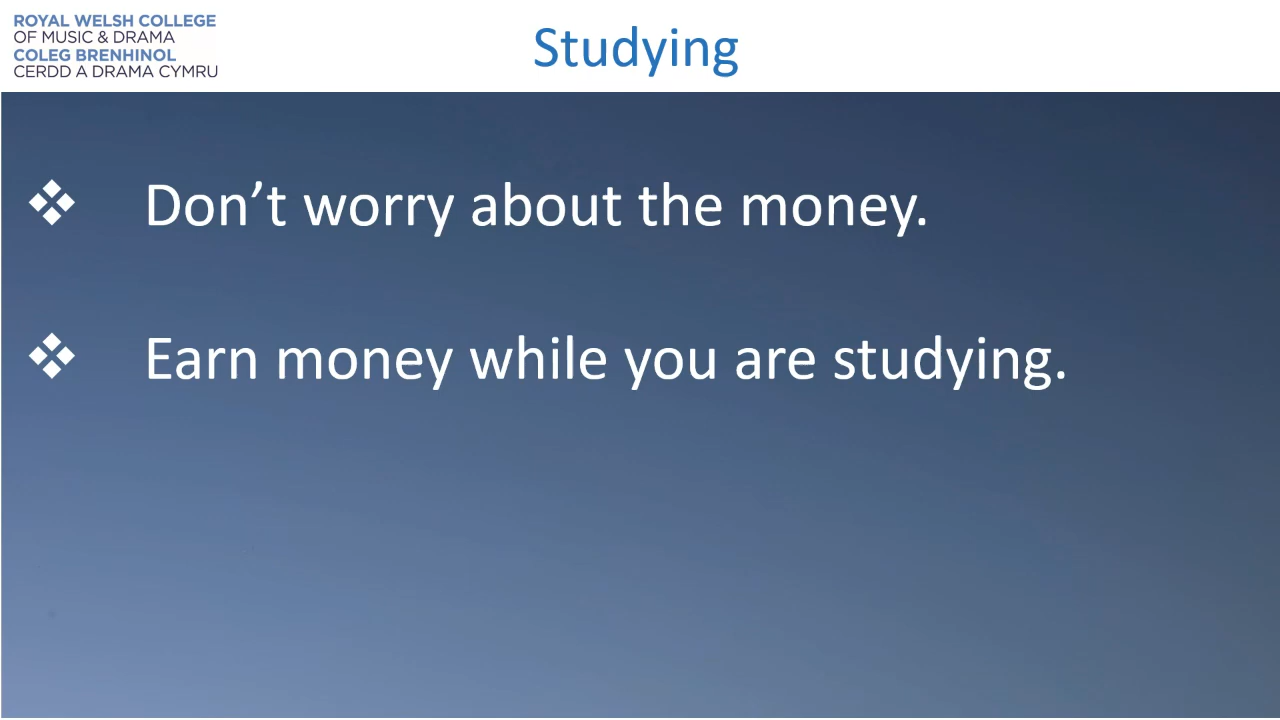 ROYAL WELSH COLLEGE
OF MUSIC & DRAMA
COLEG BRENHINOL
CERDD A DRAMA CYMRU
Studying
Don’t worry about the money.
Earn money while you are studying.